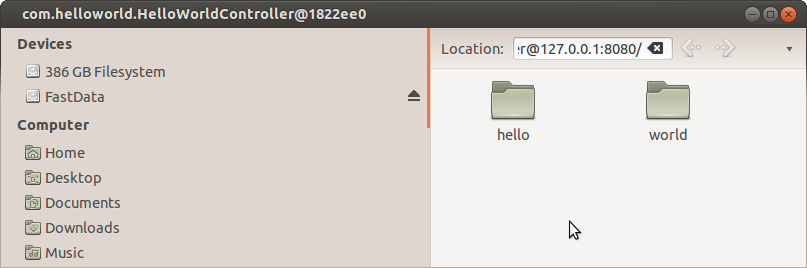 com.helloworld.HelloWorldController@1822ee0
Devices
386 GB Filesystem
FastData
Computer
Home
Desktop
Documents
Downloads
Music
Location: r@127.0.0.1:8080/
hello
world